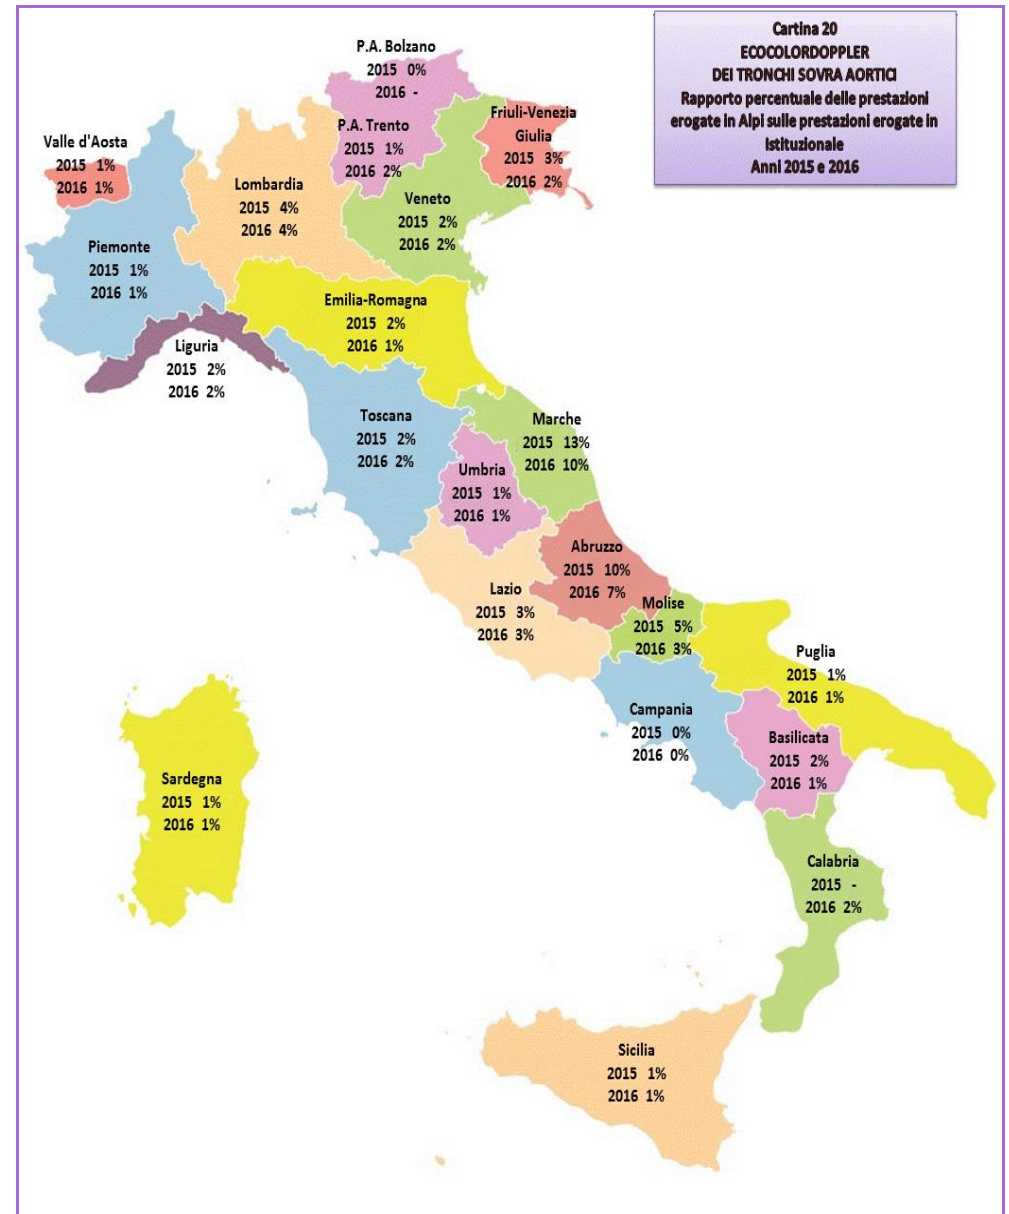 Cartina 20
ECOCOLORDOPPLER
DEI TRONCHI SOVRA AORTICI
Rapporto percentuale delle prestazioni
erogate in Alpi sulle prestazioni erogate in
Istituzionale
Anni 2015 e 2016
P.A. Bolzano
2015 0%
2016 -
P.A. Trento
2015 1%
2016 2%
Friuli-Venezia
Giulia
2015 3%
2016 2%
Valle d'Aosta
2015 1%
2016 1%
Lombardia
2015 4%
2016 4%
Veneto
2015 2%
2016 2%
Piemonte
2015 1%
2016 1%
Emilia-Romagna
2015 2%
2016 1%
Liguria
2015 2%
2016 2%
Toscana
2015 2%
2016 2%
Marche
2015 13%
2016 10%
Umbria
2015 1%
2016 1%
Abruzzo
2015 10%
2016 7%
Lazio
2015 3%
2016 3%
Molise
2015 5%
2016 3%
Puglia
2015 1%
2016 1%
Campania
2015 0%
2016 0%
Basilicata
2015 2%
2016 1%
Sardegna
2015 1%
2016 1%
Calabria
2015 -
2016 2%
Sicilia
2015 1%
2016 1%